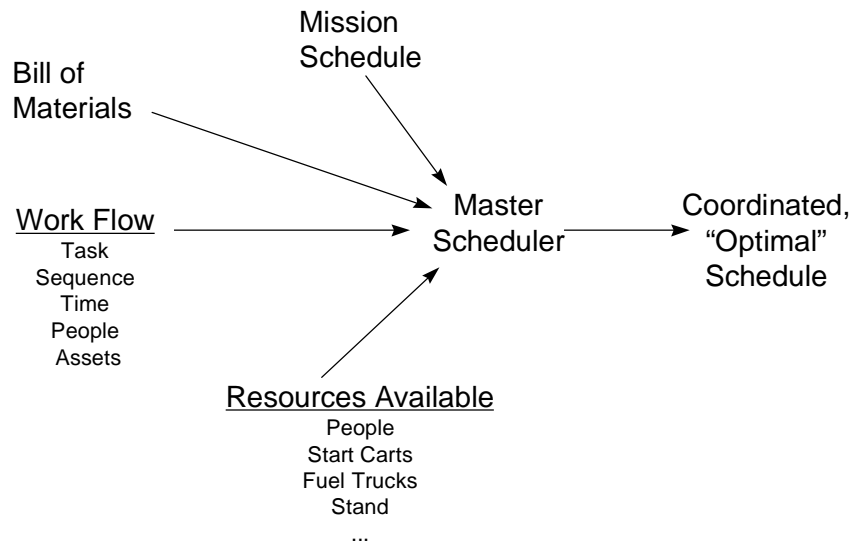 Mission
Schedule
Bill of
Materials
Work Flow
Task
Sequence
Time
People
Assets
Master
Scheduler
Coordinated,
“Optimal”
Schedule
Resources Available
People
Start Carts
Fuel Trucks
Stand
...